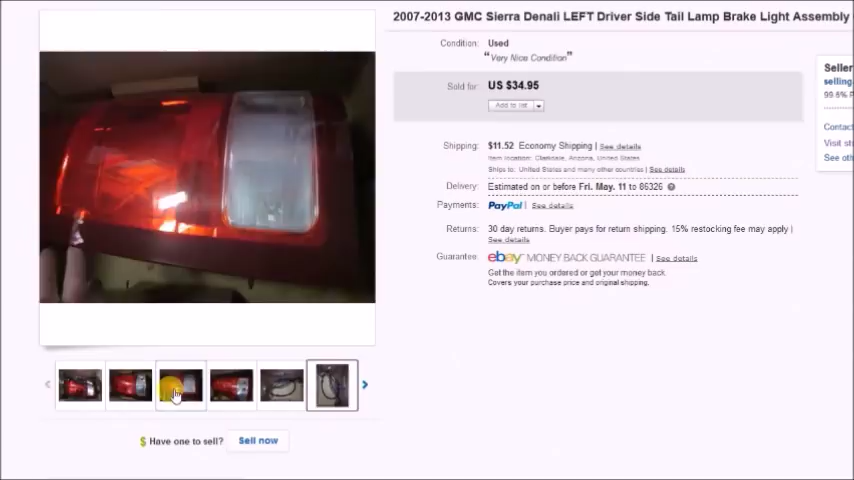 2007-2013 GMC Sierra Denali LEFT Driver Side Tail Lamp Brake Light Assembly
Condition: Used
"Very Nice Condition"
Sold for: US $34.95
Add to list
Shipping: $11.52 Economy Shipping | See details
Item location: Clarkdale, Arizona, United States
Ships to: United States and many other countries | See details
Delivery: Estimated on or before Fri. May. 11 to 86326
Payments: PayPal | See details
Returns: 30 day returns. Buyer pays for return shipping. 15% restocking fee may apply |
See details
Guarantee: ebay MONEY BACK GUARANTEE | See details
Get the item you ordered or get your money back.
Covers your purchase price and original shipping.
Seller
selling
99.6% P
Contact
Visit st
See oth
$ Have one to sell? Sell now